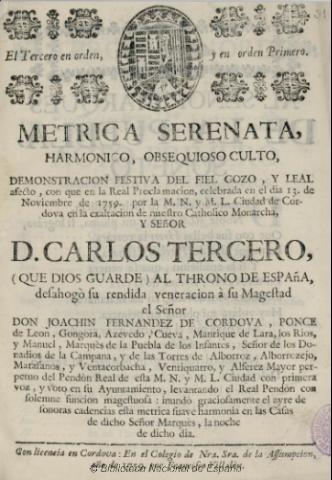 El Tercero en orden, y en orden Primero.
METRICA SERENATA,
HARMONICO, OBSEQUIOSO CULTO,
DEMONSTRACION FESTIVA DEL FIEL GOZO, Y LEAL
afecto, con que en la Real Proclamacion, celebrada en el dia 13. de
Noviembre de 1759. por la M. N. y M. L. Ciudad de Cor-
dova en la exaltacion de nuestro Catholico Monarcha,
Y SEñOR
D. CARLOS TERCERO,
(QUE DIOS GUARDE) AL THRONO DE ESPAñA,
desahogò su rendida veneracion à su Magestad
el Señor
DON JOACHIN FERNANDEZ DE CORDOVA, PONCE
de Leon, Gongora, Azevedo, Cueva, Manrique de Lara, los Rios,
y Manuel, Marquès de la Puebla de los Infantes, Señor de los Do-
nadios de la Campana, y de las Torres de Alborroz, Alborrozejo,
Marasanos, y Ventacorbacha, Ventiquatro, y Alferez Mayor per-
petuo del Pendón Real de esta M. N. y M. L. Ciudad con primera
voz, y voto en su Ayuntamiento, levantando el Real Pendón con
solemne funcion magestuosa: inundo graciosamente el ayre de
sonoras cadencias esta metrica suave harmonia en las Casas
de dicho Señor Marquès, la noche
de dicho dia.
Con licencia en Cordova: En el Colegio de Nra. Sra. de la Assumpcion,
© Biblioteca Nacional de España